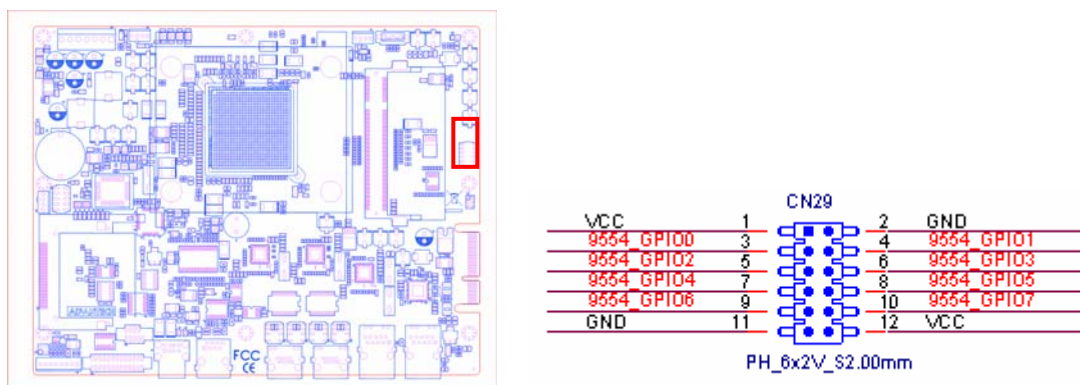 ADVANTECH
FCC
CE
CN29
VCC 1 2 GND
9554_GPIO0 3 4 9554_GPIO1
9554_GPIO2 5 6 9554_GPIO3
9554_GPIO4 7 8 9554_GPIO5
9554_GPIO6 9 10 9554_GPIO7
GND 11 12 VCC
PH_6x2V_S2.00mm